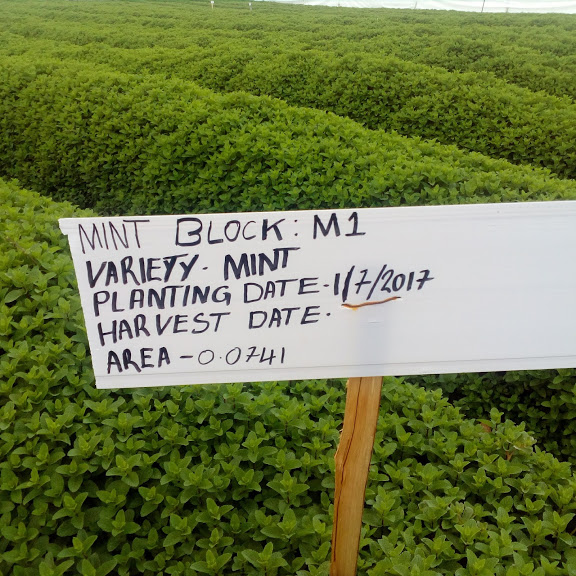 MINT BLOCK: M1
VARIETY. MINT
PLANTING DATE.1/7/2017
HARVEST DATE.
AREA - 0.0741